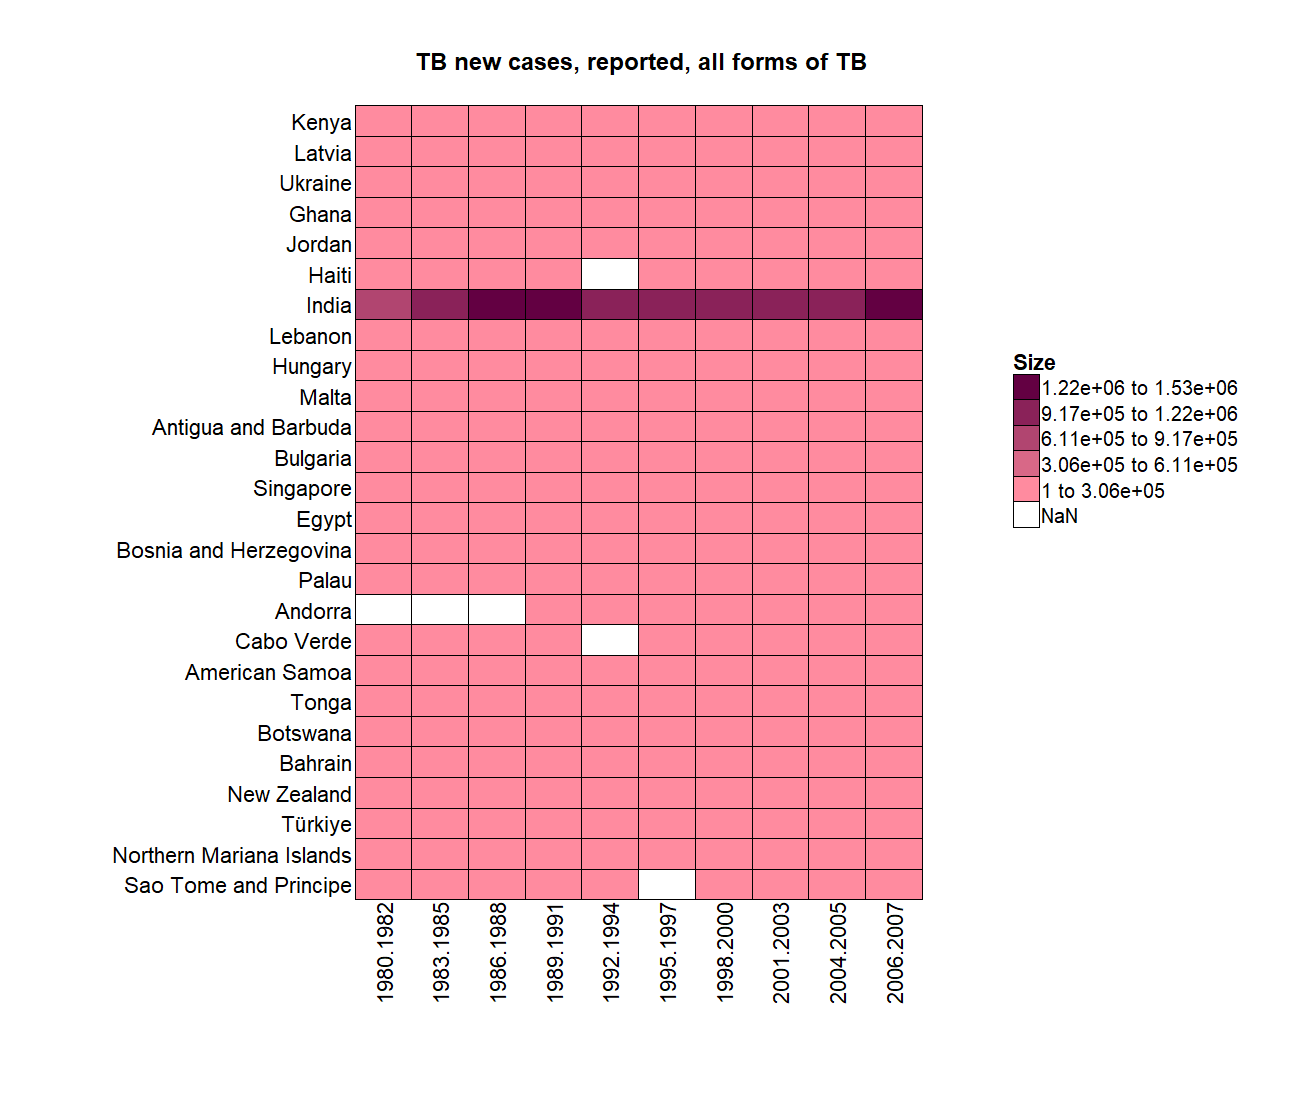 TB new cases, reported, all forms of TB
Kenya
Latvia
Ukraine
Ghana
Jordan
Haiti
India
Lebanon
Hungary
Malta
Antigua and Barbuda
Bulgaria
Singapore
Egypt
Bosnia and Herzegovina
Palau
Andorra
Cabo Verde
American Samoa
Tonga
Botswana
Bahrain
New Zealand
Türkiye
Northern Mariana Islands
Sao Tome and Principe
1980.1982
1983.1985
1986.1988
1989.1991
1992.1994
1995.1997
1998.2000
2001.2003
2004.2005
2006.2007
Size
1.22e+06 to 1.53e+06
9.17e+05 to 1.22e+06
6.11e+05 to 9.17e+05
3.06e+05 to 6.11e+05
1 to 3.06e+05
NaN